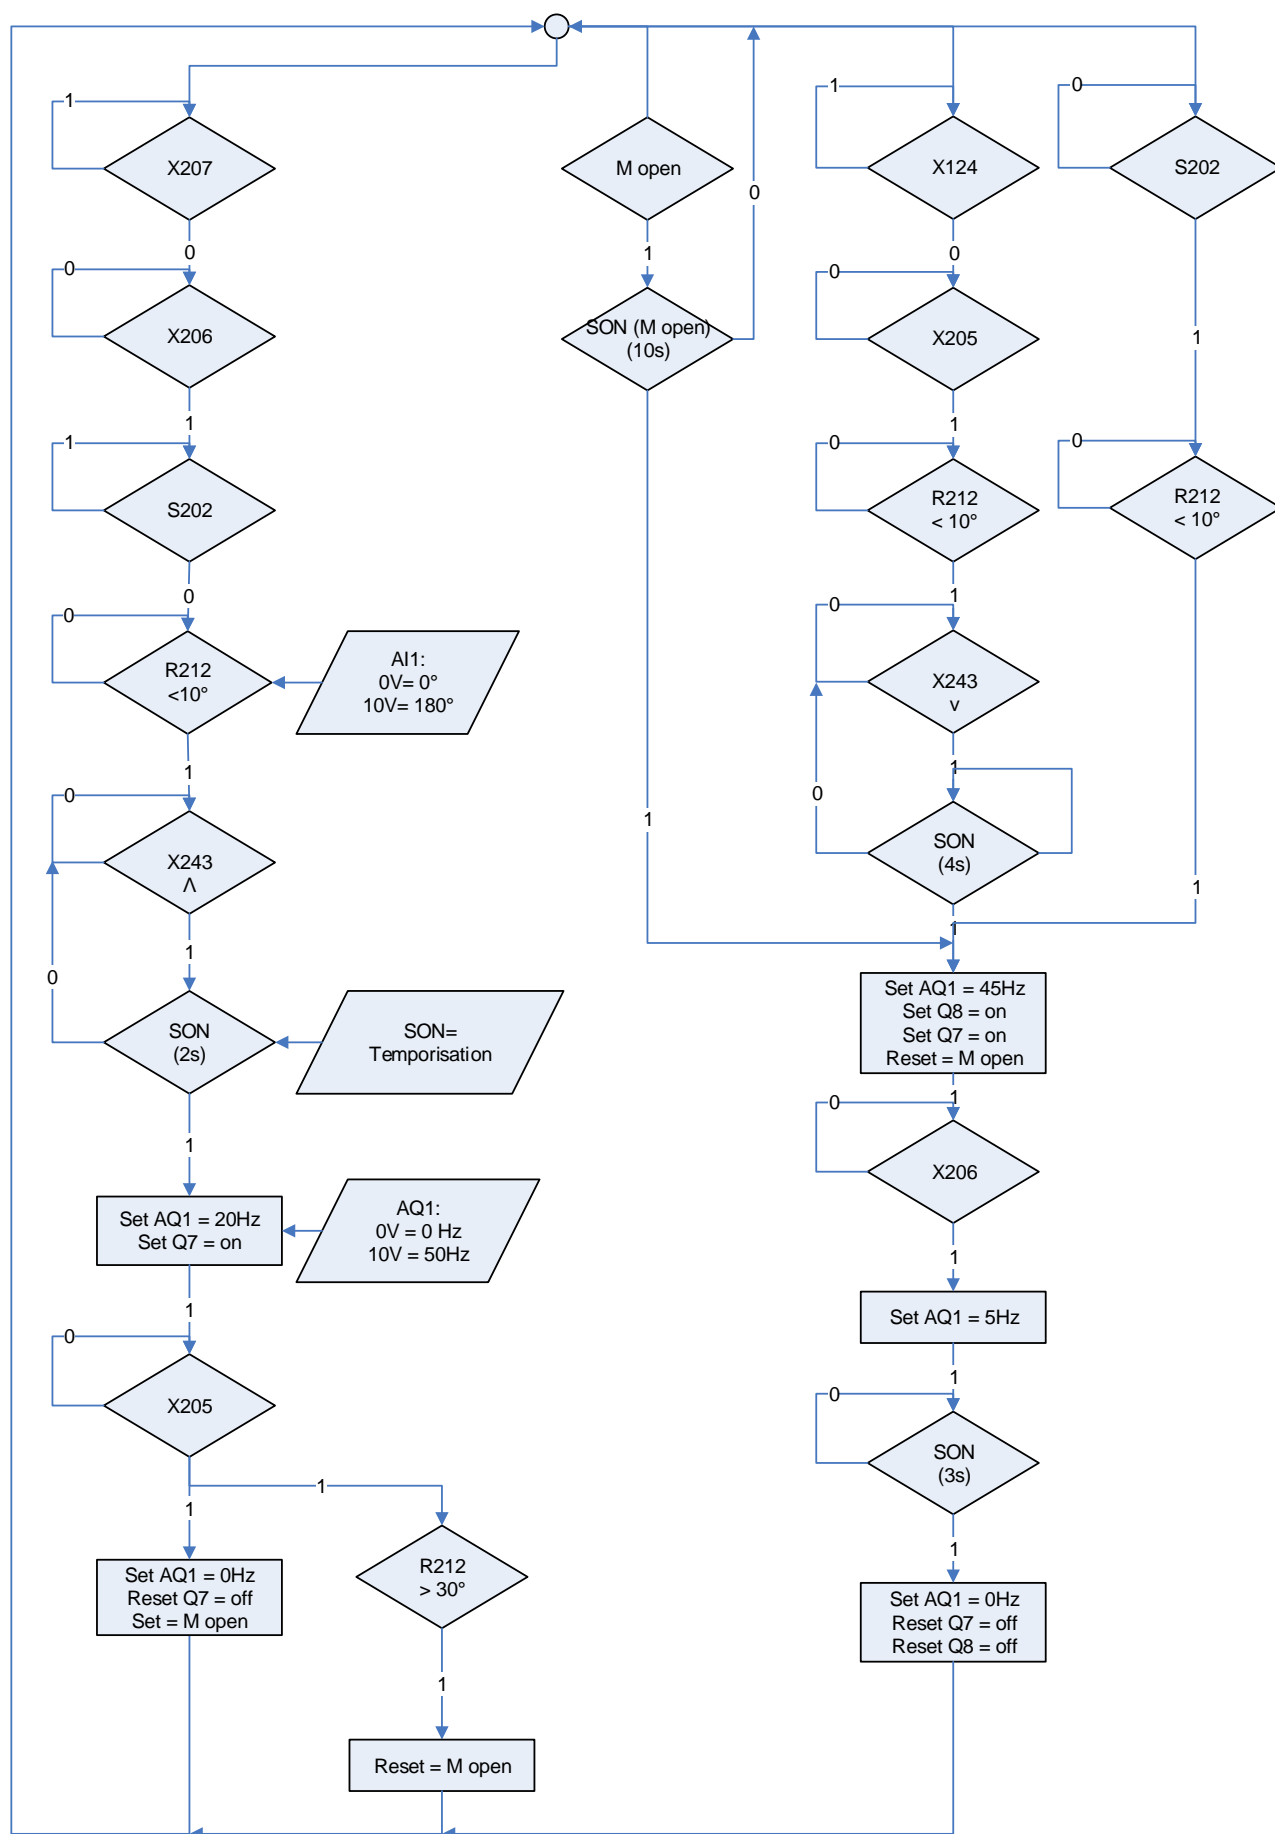 1
X207
0
0
X206
1
1
S202
0
0
R212
<10°
AI1:
0V= 0°
10V= 180°
1
0
X243
Λ
1
0
SON
(2s)
SON=
Temporisation
1
Set AQ1 = 20Hz
Set Q7 = on
AQ1:
0V = 0 Hz
10V = 50Hz
1
0
X205
1
1
Set AQ1 = 0Hz
Reset Q7 = off
Set = M open
R212
> 30°
1
Reset = M open
M open
1
SON (M open)
(10s)
0
1
1
X124
0
0
X205
1
0
R212
< 10°
1
0
X243
v
1
0
SON
(4s)
1
0
S202
1
0
R212
< 10°
1
Set AQ1 = 45Hz
Set Q8 = on
Set Q7 = on
Reset = M open
1
0
X206
1
Set AQ1 = 5Hz
1
0
SON
(3s)
1
Set AQ1 = 0Hz
Reset Q7 = off
Reset Q8 = off